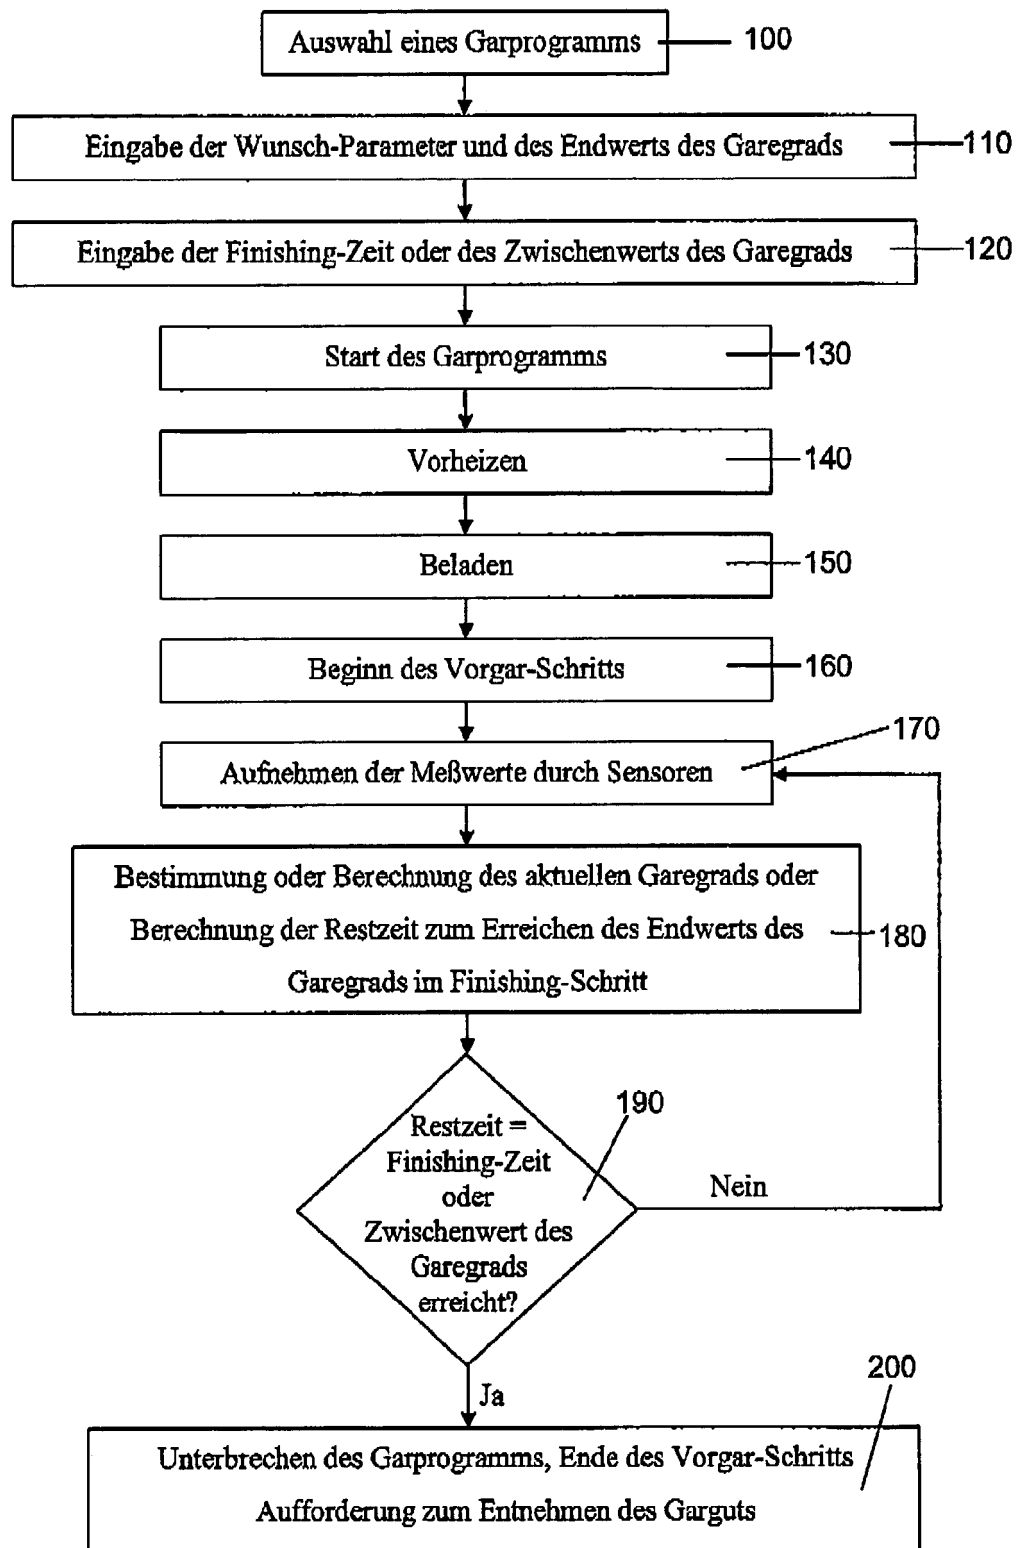 Auswahl eines Garprogramms
100
Eingabe der Wunsch-Parameter und des Endwerts des Garegrads
110
Eingabe der Finishing-Zeit oder des Zwischenwerts des Garegrads
120
Start des Garprogramms
130
Vorheizen
140
Beladen
150
Beginn des Vorgar-Schritts
160
170
Aufnehmen der Meßwerte durch Sensoren
Bestimmung oder Berechnung des aktuellen Garegrads oder
Berechnung der Restzeit zum Erreichen des Endwerts des
180
Garegrads im Finishing-Schritt
190
Restzeit =
Finishing-Zeit
oder
Zwischenwert des
Garegrads
erreicht?
Nein
Ja
200
Unterbrechen des Garprogramms, Ende des Vorgar-Schritts
Aufforderung zum Entnehmen des Garguts